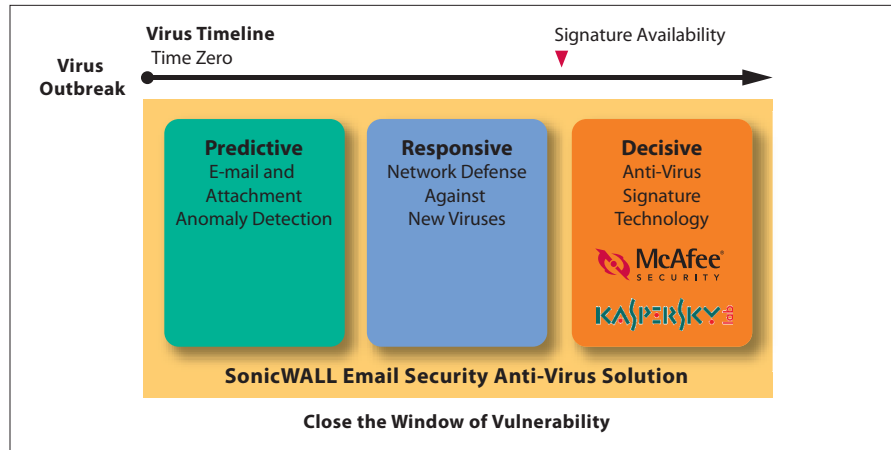 Virus Timeline
Time Zero
Signature Availability
Virus
Outbreak
Predictive
E-mail and
Attachment
Anomaly Detection
Responsive
Network Defense
Against
New Viruses
Decisive
Anti-Virus
Signature
Technology
McAfee®
SECURITY
KASPERSKY lab
SonicWALL Email Security Anti-Virus Solution
Close the Window of Vulnerability